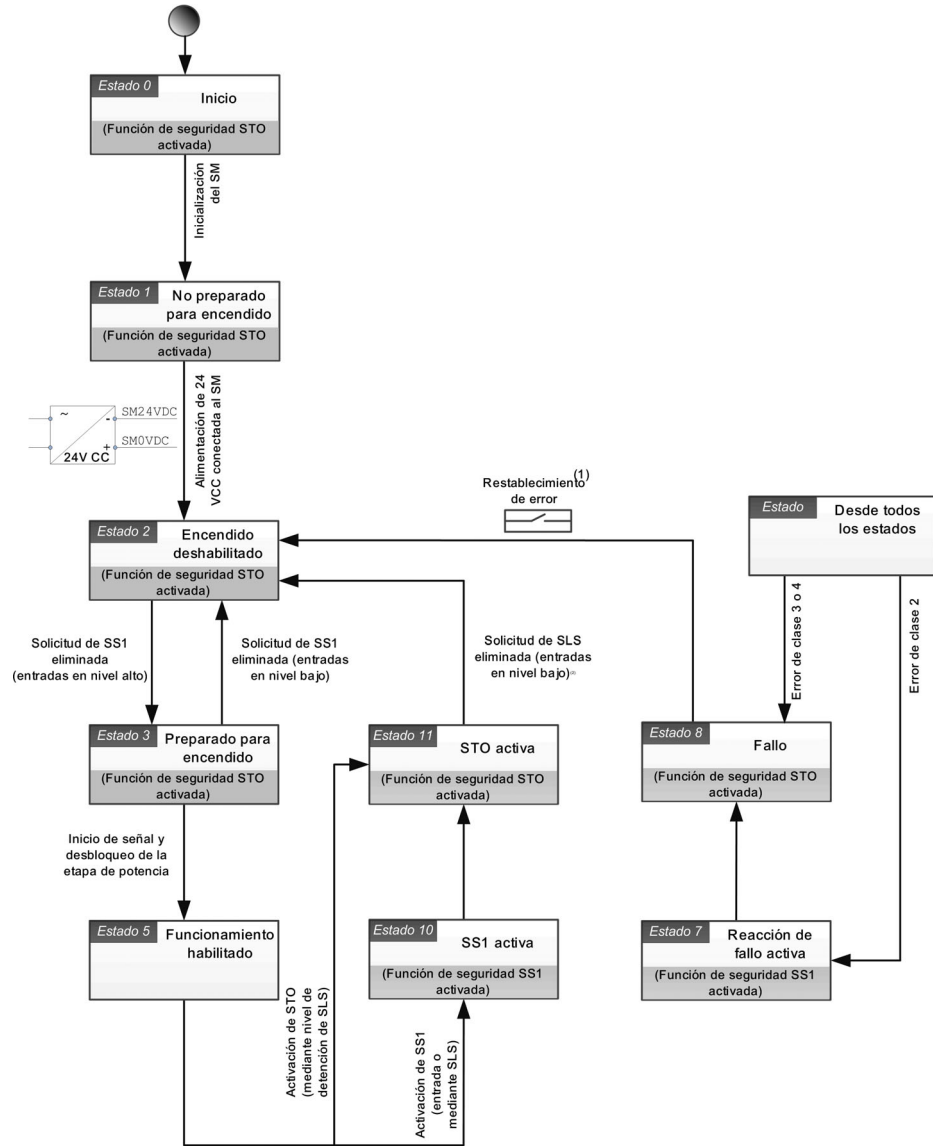 Estado 0
Inicio
(Función de seguridad STO
activada)
Inicialización
del SM
Estado 1
No preparado
para encendido
(Función de seguridad STO
activada)
Alimentación de 24
VCC conectada al SM
~
-
SM24VDC
+
SM0VDC
24V CC
Restablecimiento
de error
(1)
Estado
Desde todos
los estados
Estado 2
Encendido
deshabilitado
(Función de seguridad STO
activada)
Error de clase 3 o 4
Error de clase 2
Solicitud de SS1
eliminada
(entradas en nivel alto)
Solicitud de SS1
eliminada (entradas
en nivel bajo)
Solicitud de SLS
eliminada (entradas
en nivel bajo)
Estado 3
Preparado para
encendido
(Función de seguridad STO
activada)
Estado 11
STO activa
(Función de seguridad STO
activada)
Estado 8
Fallo
(Función de seguridad STO
activada)
Inicio de señal y
desbloqueo de la
etapa de potencia
Estado 5
Funcionamiento
habilitado
Estado 10
SS1 activa
(Función de seguridad SS1
activada)
Estado 7
Reacción de
fallo activa
(Función de seguridad SS1
activada)
Activación de STO
(mediante nivel de
detención de SLS)
Activación de SS1
(entrada o
mediante SLS)